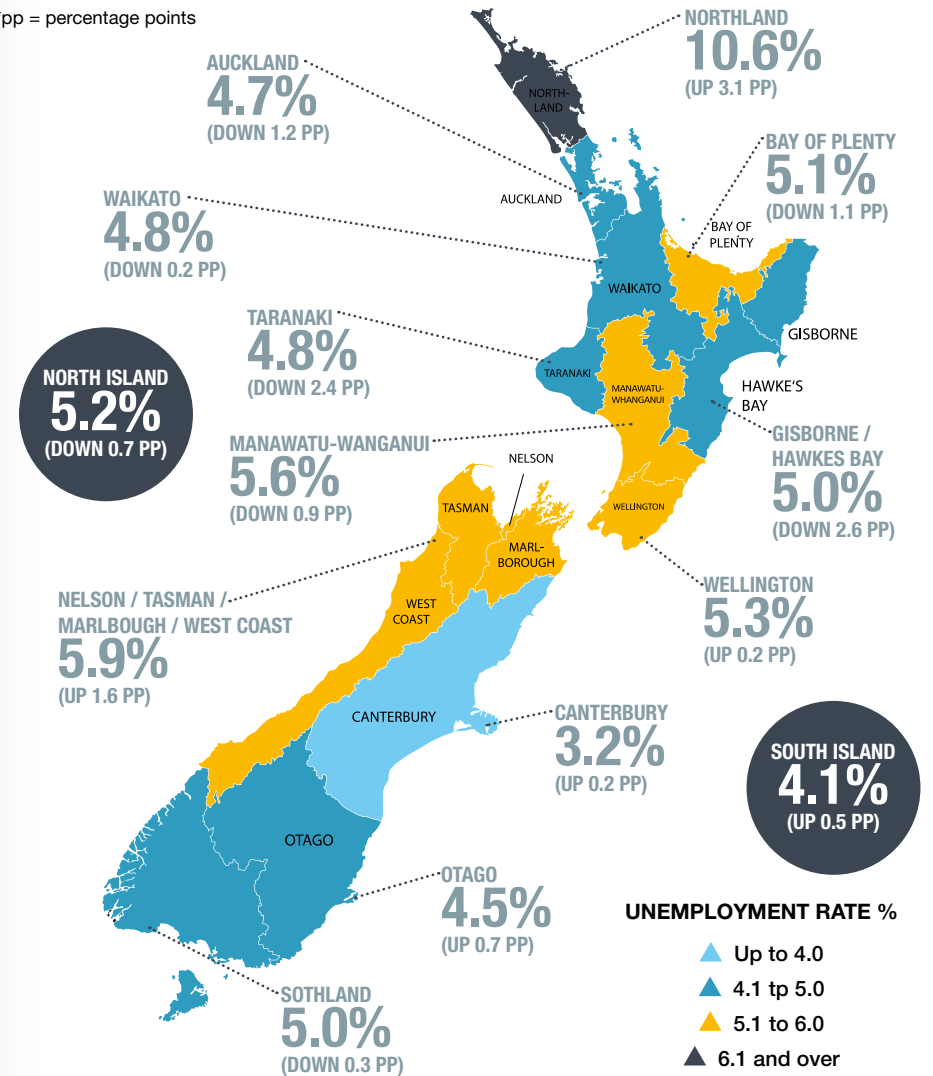 pp = percentage points
NORTHLAND
10.6%
(UP 3.1 PP)
AUCKLAND
4.7%
(DOWN 1.2 PP)
NORTH-
LAND
BAY OF PLENTY
5.1%
(DOWN 1.1 PP)
WAIKATO
4.8%
(DOWN 0.2 PP)
AUCKLAND
BAY OF
PLENTY
WAIKATO
TARANAKI
4.8%
(DOWN 2.4 PP)
GISBORNE
NORTH ISLAND
5.2%
(DOWN 0.7 PP)
TARANAKI
MANAWATU-
WHANGANUI
HAWKE'S
BAY
MANAWATU-WANGANUI
5.6%
(DOWN 0.9 PP)
GISBORNE /
HAWKES BAY
5.0%
(DOWN 2.6 PP)
NELSON
TASMAN
WELLINGTON
MARL-
BOROUGH
WELLINGTON
5.3%
(UP 0.2 PP)
NELSON / TASMAN /
MARLBOUGH / WEST COAST
5.9%
(UP 1.6 PP)
WEST
COAST
CANTERBURY
CANTERBURY
3.2%
(UP 0.2 PP)
SOUTH ISLAND
4.1%
(UP 0.5 PP)
OTAGO
OTAGO
4.5%
(UP 0.7 PP)
SOTHLAND
5.0%
(DOWN 0.3 PP)
UNEMPLOYMENT RATE %
Up to 4.0
4.1 tp 5.0
5.1 to 6.0
6.1 and over